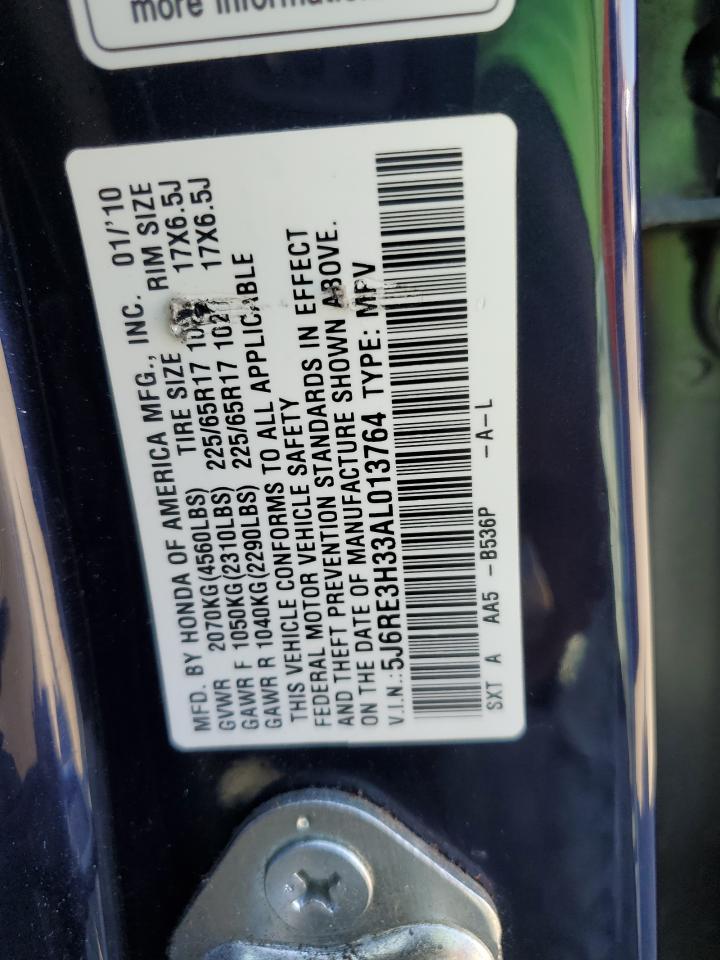 more information.
MFD. BY HONDA OF AMERICA MFG., INC. 01/'10
GVWR 2070KG(4560LBS) TIRE SIZE RIM SIZE
GAWR F 1050KG(2310LBS) 225/65R17 17X6.5J
GAWR R 1040KG(2290LBS) 225/65R17 17X6.5J
THIS VEHICLE CONFORMS TO ALL APPLICABLE
FEDERAL MOTOR VEHICLE SAFETY
AND THEFT PREVENTION STANDARDS IN EFFECT
ON THE DATE OF MANUFACTURE SHOWN ABOVE.
V.I.N.:5J6RE3H33AL013764 TYPE: MPV
SXT A AA5 -B536P -A-L